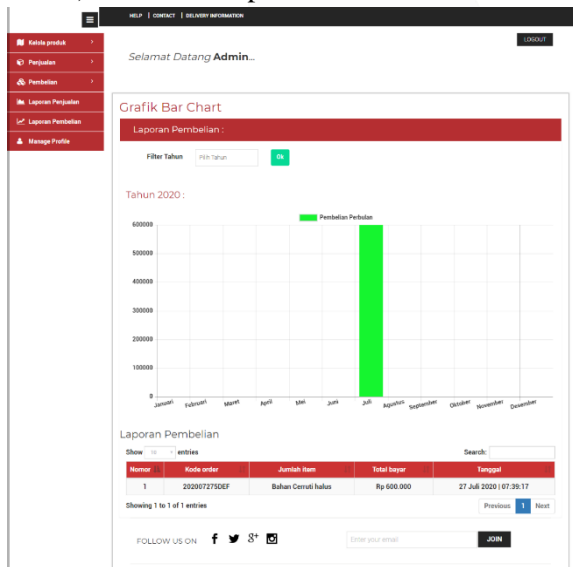 HELP | CONTACT | DELIVERY INFORMATION
LOGOUT
Selamat Datang Admin...
Kelola produk
Penjualan
Pembelian
Laporan Penjualan
Laporan Pembelian
Manage Profile
Grafik Bar Chart
Laporan Pembelian :
Filter Tahun Pilih Tahun Ok
Tahun 2020 :
Pembelian Perbulan
600000
500000
400000
300000
200000
100000
0
Januari Februari Maret April Mei Juni Juli Agustus September Oktober November Desember
Laporan Pembelian
Show 10 entries Search:
Nomor Kode order Jumlah item Total bayar Tanggal
1 202007275DEF Bahan Cerruti halus Rp 600.000 27 Juli 2020 | 07:39:17
Showing 1 to 1 of 1 entries Previous 1 Next
FOLLOW US ON Enter your email JOIN